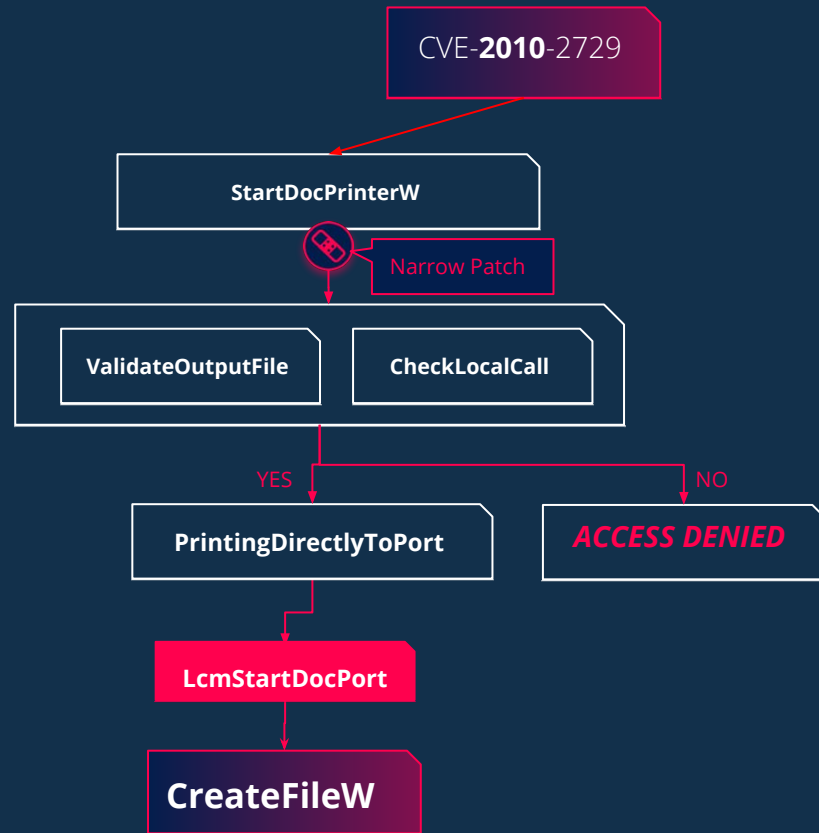 CVE-2010-2729
StartDocPrinterW
Narrow Patch
ValidateOutputFile
CheckLocalCall
YES
NO
PrintingDirectlyToPort
ACCESS DENIED
LcmStartDocPort
CreateFileW